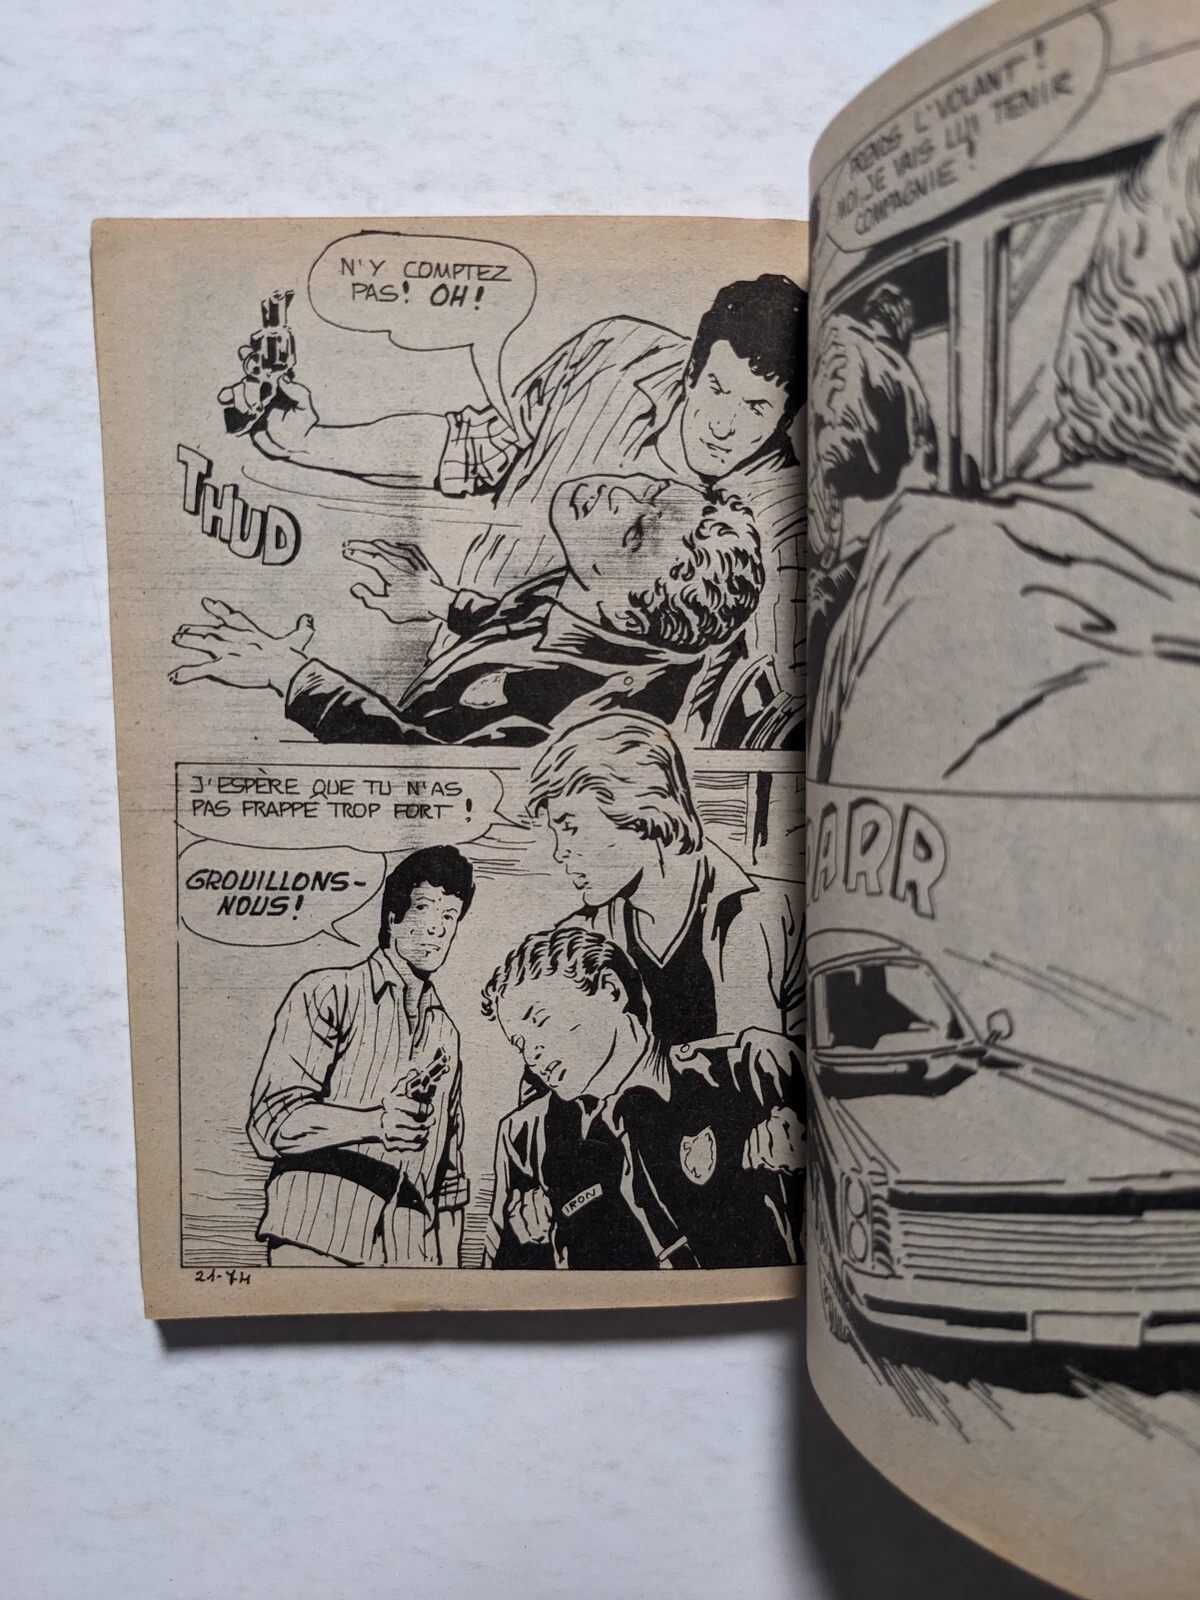 N'Y COMPTEZ
PAS! OH!
THUD
J'ESPÈRE QUE TU N'AS
PAS FRAPPÉ TROP FORT!
GROUILLONS-
NOUS!
IRON
21-74
PRENDS L'VOLANT!
MOI, JE VAIS LUI TENIR
COMPAGNIE!
ARR